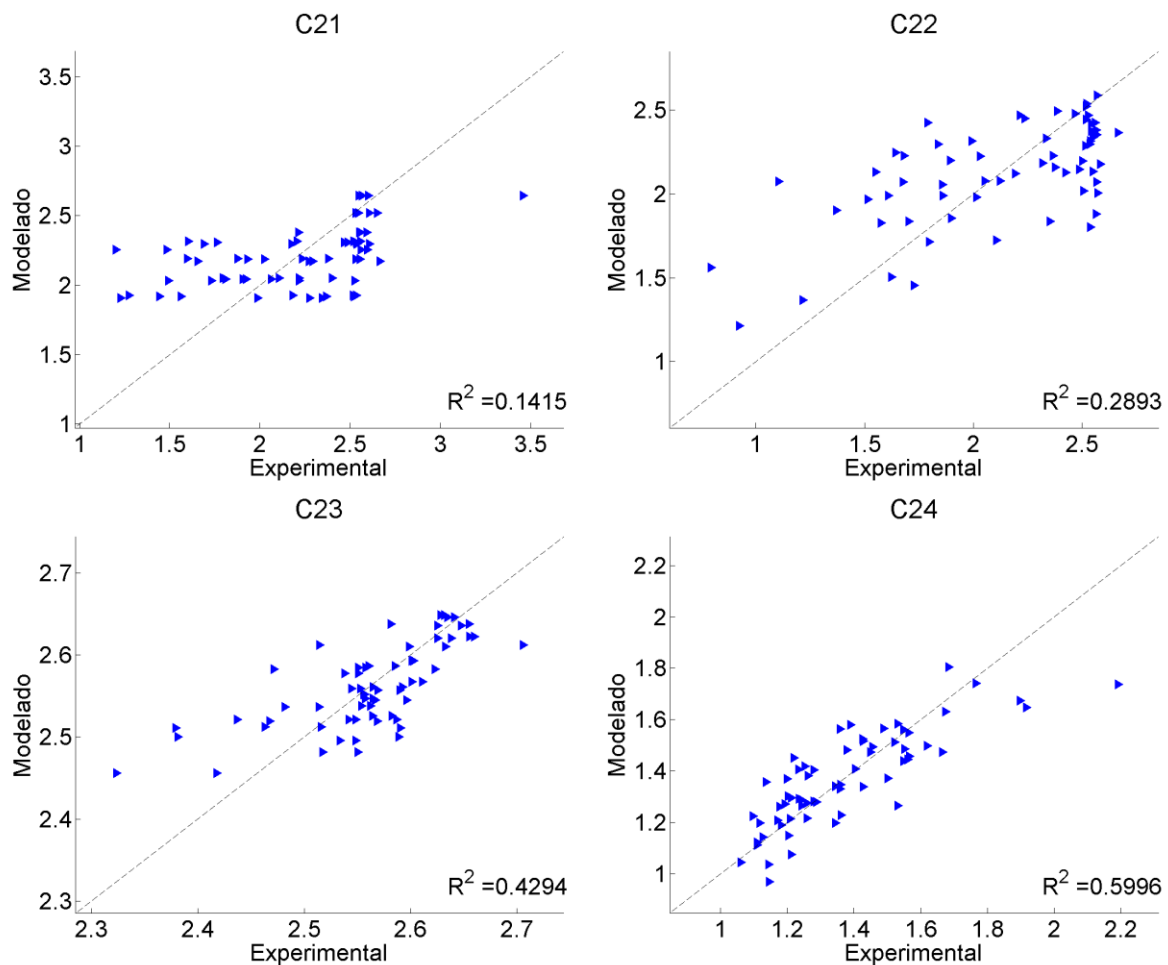 C21
3.5
3
2.5
2
1.5
1
Modelado
R² =0.1415
1 1.5 2 2.5 3 3.5
Experimental
C22
2.5
2
1.5
1
Modelado
R² =0.2893
1 1.5 2 2.5
Experimental
C23
2.7
2.6
2.5
2.4
2.3
Modelado
R² =0.4294
2.3 2.4 2.5 2.6 2.7
Experimental
C24
2.2
2
1.8
1.6
1.4
1.2
1
Modelado
R² =0.5996
1 1.2 1.4 1.6 1.8 2 2.2
Experimental